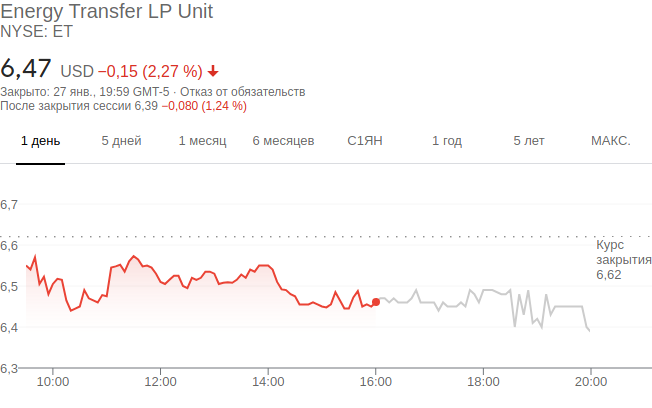 Energy Transfer LP Unit
NYSE: ET
6,47 USD −0,15 (2,27 %)
Закрыто: 27 янв., 19:59 GMT-5 · Отказ от обязательств
После закрытия сессии 6,39 −0,080 (1,24 %)
1 день 5 дней 1 месяц 6 месяцев С1ЯН 1 год 5 лет МАКС.
6,7
6,6
Курс
закрытия
6,62
6,5
6,4
6,3
10:00 12:00 14:00 16:00 18:00 20:00